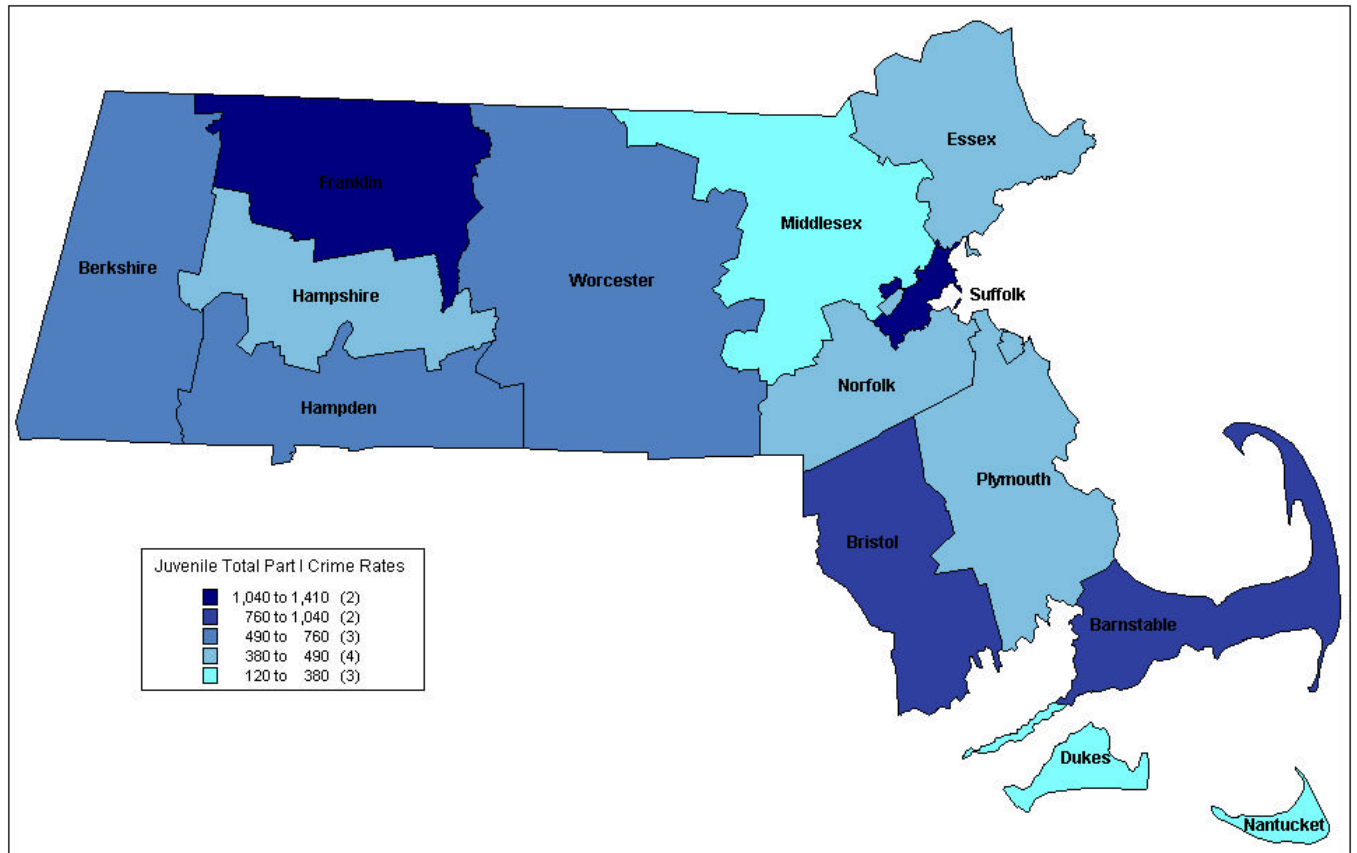 Essex
Franklin
Middlesex
Berkshire
Worcester
Hampshire
Suffolk
Norfolk
Hampden
Plymouth
Bristol
Barnstable
Juvenile Total Part I Crime Rates
1,040 to 1,410 (2)
760 to 1,040 (2)
490 to 760 (3)
380 to 490 (4)
120 to 380 (3)
Dukes
Nantucket